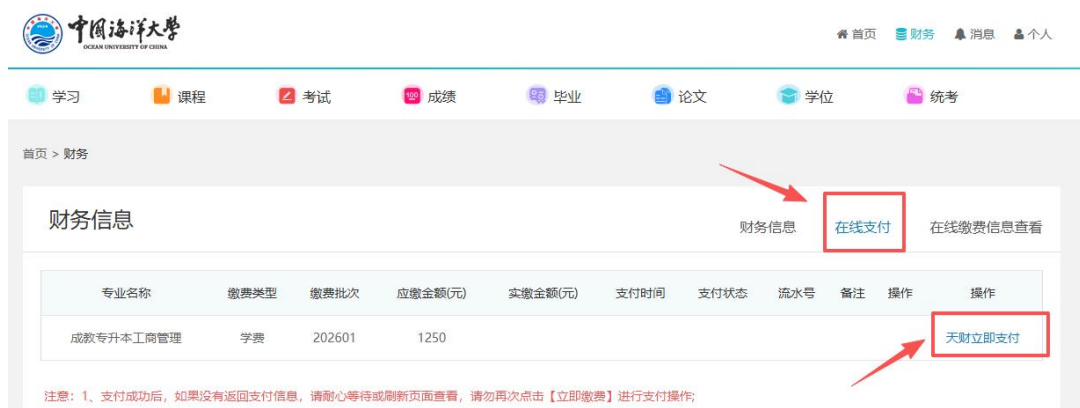 中国海洋大学
OCEAN UNIVERSITY OF CHINA
首页 财务 消息 个人
学习 课程 考试 100 成绩 毕业 论文 学位 统考
首页 > 财务
财务信息 财务信息 在线支付 在线缴费信息查看
专业名称 缴费类型 缴费批次 应缴金额(元) 实缴金额(元) 支付时间 支付状态 流水号 备注 操作 操作
成教专升本工商管理 学费 202601 1250 天财立即支付
注意：1、支付成功后，如果没有返回支付信息，请耐心等待或刷新页面查看，请勿再次点击【立即缴费】进行支付操作;